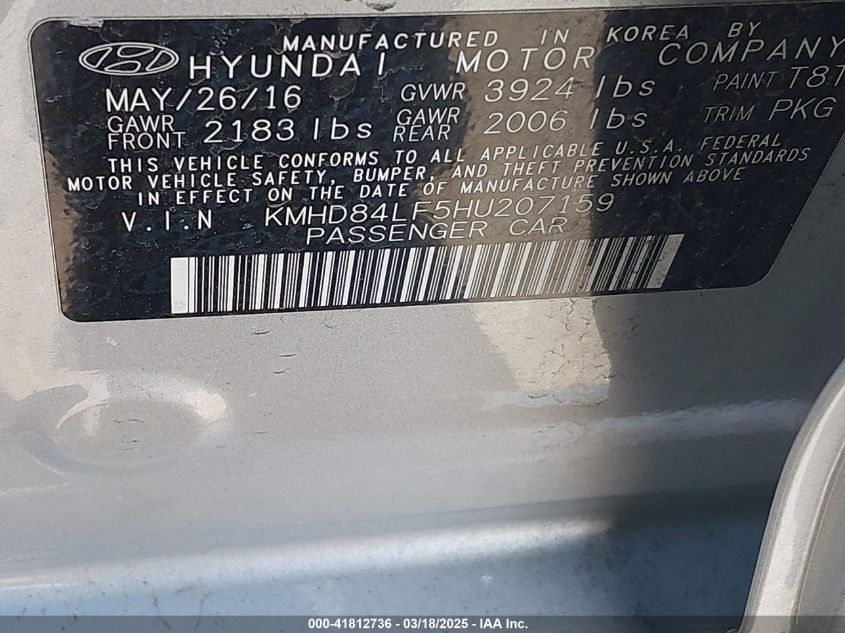 MANUFACTURED IN KOREA BY
HYUNDAI MOTOR COMPANY
MAY/26/16 GVWR 3924 lbs PAINT T8T
GAWR FRONT 2183 lbs GAWR REAR 2006 lbs TRIM PKG
THIS VEHICLE CONFORMS TO ALL APPLICABLE U.S.A. FEDERAL
MOTOR VEHICLE SAFETY, BUMPER, AND THEFT PREVENTION STANDARDS
IN EFFECT ON THE DATE OF MANUFACTURE SHOWN ABOVE
V.I.N KMHD84LF5HU207159
PASSENGER CAR
000-41812736 - 03/18/2025 - IAA Inc.